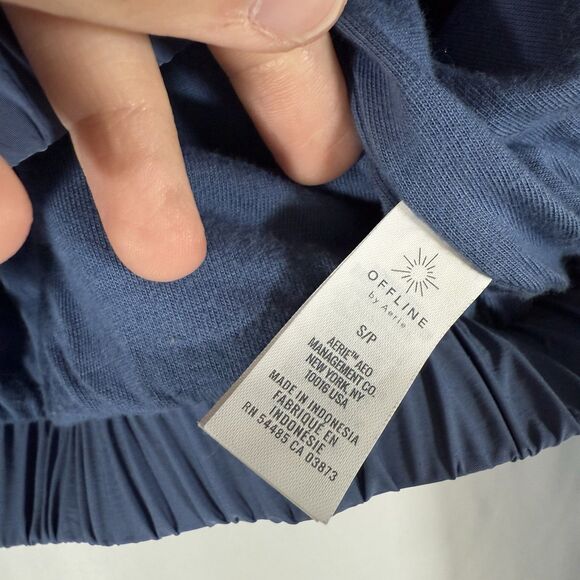 OFFLINE
by Aerie
S/P
AERIE™ AEO
MANAGEMENT CO.
NEW YORK, NY
10016 USA
MADE IN INDONESIA
FABRIQUÉ EN
INDONÉSIE
RN 54485 CA 03873